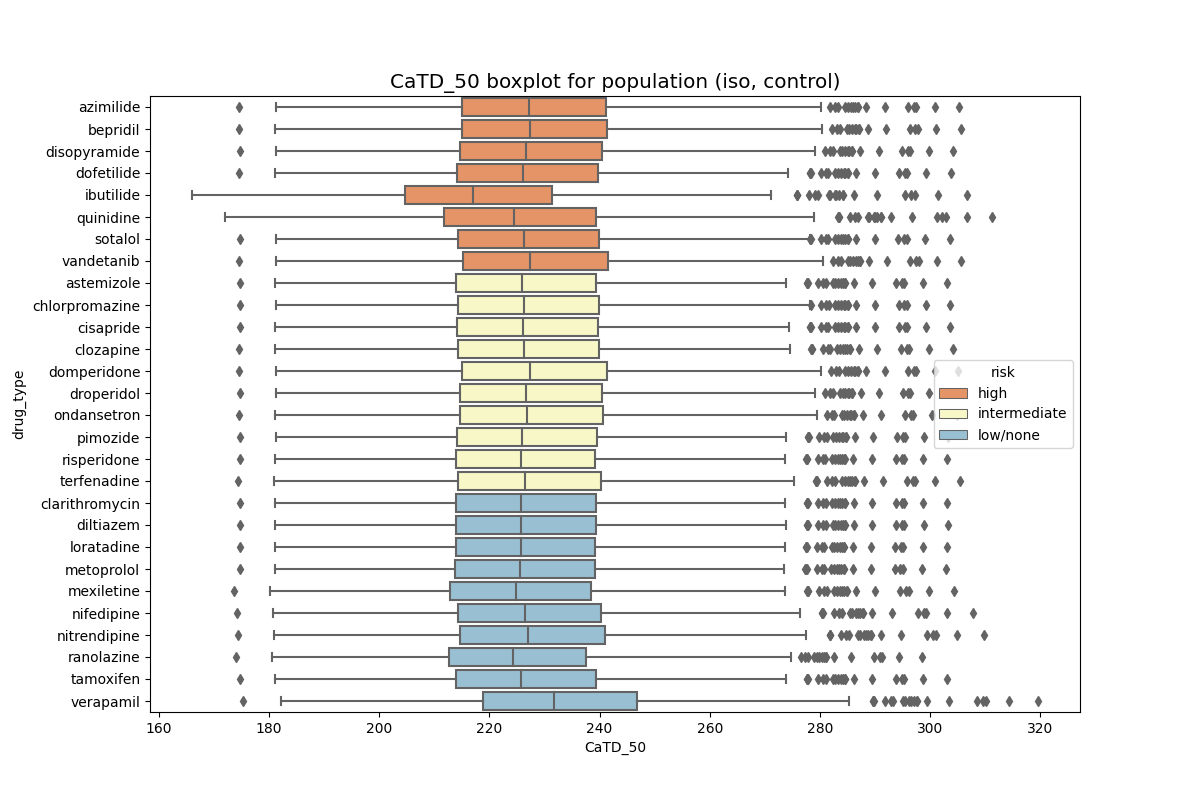 CaTD_50 boxplot for population (iso, control)
drug_type
azimilide
bepridil
disopyramide
dofetilide
ibutilide
quinidine
sotalol
vandetanib
astemizole
chlorpromazine
cisapride
clozapine
domperidone
droperidol
ondansetron
pimozide
risperidone
terfenadine
clarithromycin
diltiazem
loratadine
metoprolol
mexiletine
nifedipine
nitrendipine
ranolazine
tamoxifen
verapamil
risk
high
intermediate
low/none
160 180 200 220 240 260 280 300 320
CaTD_50